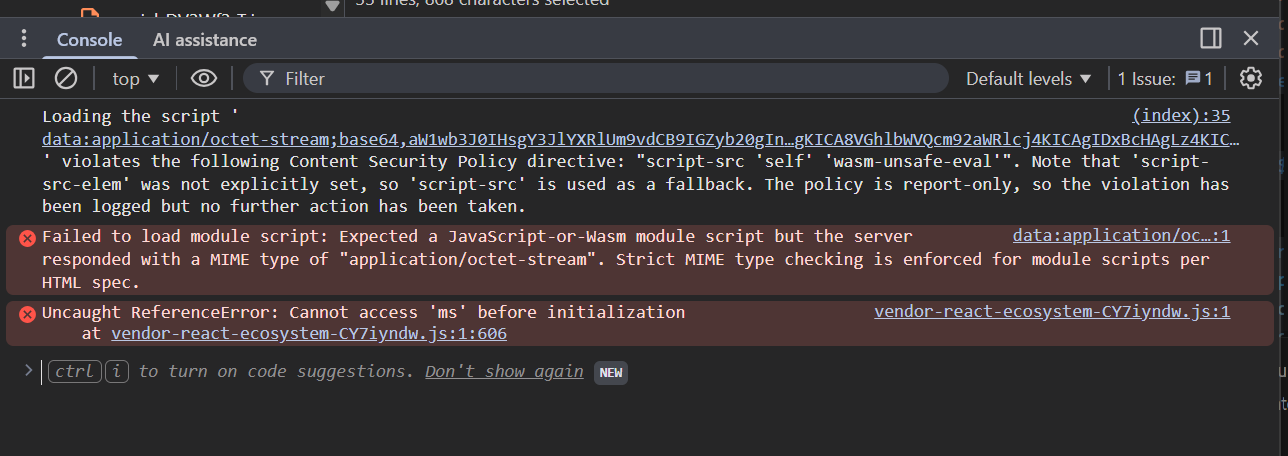 33 lines, 808 characters selected
Console AI assistance
top Filter Default levels 1 Issue: 1
Loading the script ' (index):35
data:application/octet-stream;base64,aW1wb3J0IHsgY3JlYXRlUm9vdCB9IGZyb20gIn…gKICA8VGhlbWVQcm92aWRlcj4KICAgIDxBcHAgLz4KIC…
' violates the following Content Security Policy directive: "script-src 'self' 'wasm-unsafe-eval'". Note that 'script-
src-elem' was not explicitly set, so 'script-src' is used as a fallback. The policy is report-only, so the violation has
been logged but no further action has been taken.
Failed to load module script: Expected a JavaScript-or-Wasm module script but the server data:application/oc…:1
responded with a MIME type of "application/octet-stream". Strict MIME type checking is enforced for module scripts per
HTML spec.
Uncaught ReferenceError: Cannot access 'ms' before initialization vendor-react-ecosystem-CY7iyndw.js:1
at vendor-react-ecosystem-CY7iyndw.js:1:606
ctrl i to turn on code suggestions. Don't show again NEW